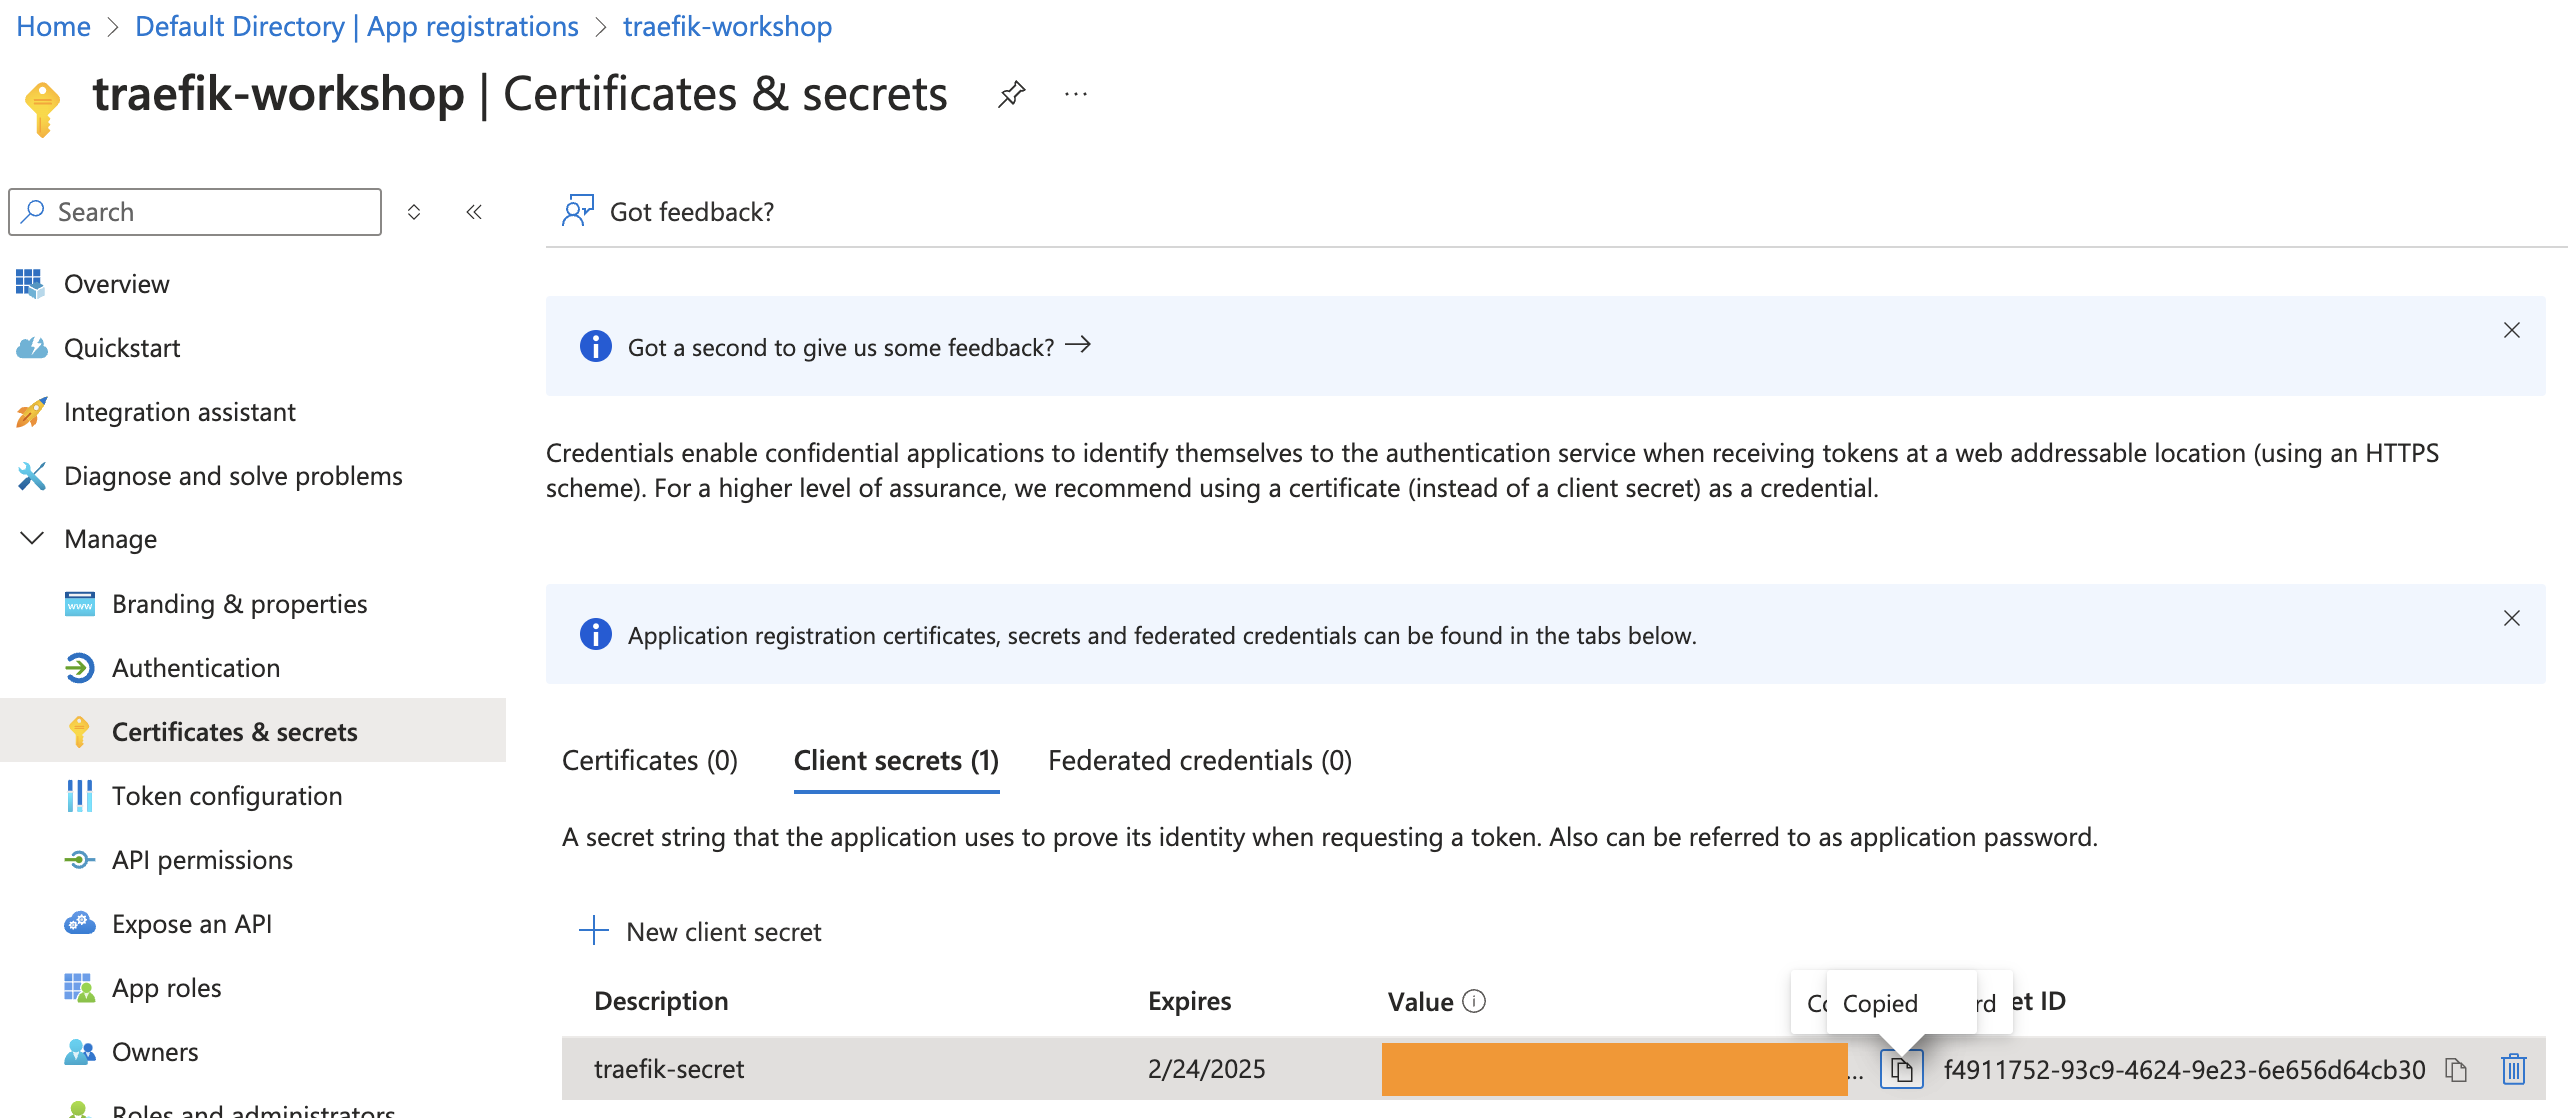 Home > Default Directory | App registrations > traefik-workshop
traefik-workshop | Certificates & secrets
Search
Got feedback?
Overview
Quickstart
Integration assistant
Diagnose and solve problems
Manage
Branding & properties
www
Authentication
Certificates & secrets
Token configuration
API permissions
Expose an API
App roles
Owners
Roles and administrators
Got a second to give us some feedback? →
Credentials enable confidential applications to identify themselves to the authentication service when receiving tokens at a web addressable location (using an HTTPS
scheme). For a higher level of assurance, we recommend using a certificate (instead of a client secret) as a credential.
Application registration certificates, secrets and federated credentials can be found in the tabs below.
Certificates (0) Client secrets (1) Federated credentials (0)
A secret string that the application uses to prove its identity when requesting a token. Also can be referred to as application password.
New client secret
Copied
Description Expires Value ID
traefik-secret 2/24/2025 ... f4911752-93c9-4624-9e23-6e656d64cb30